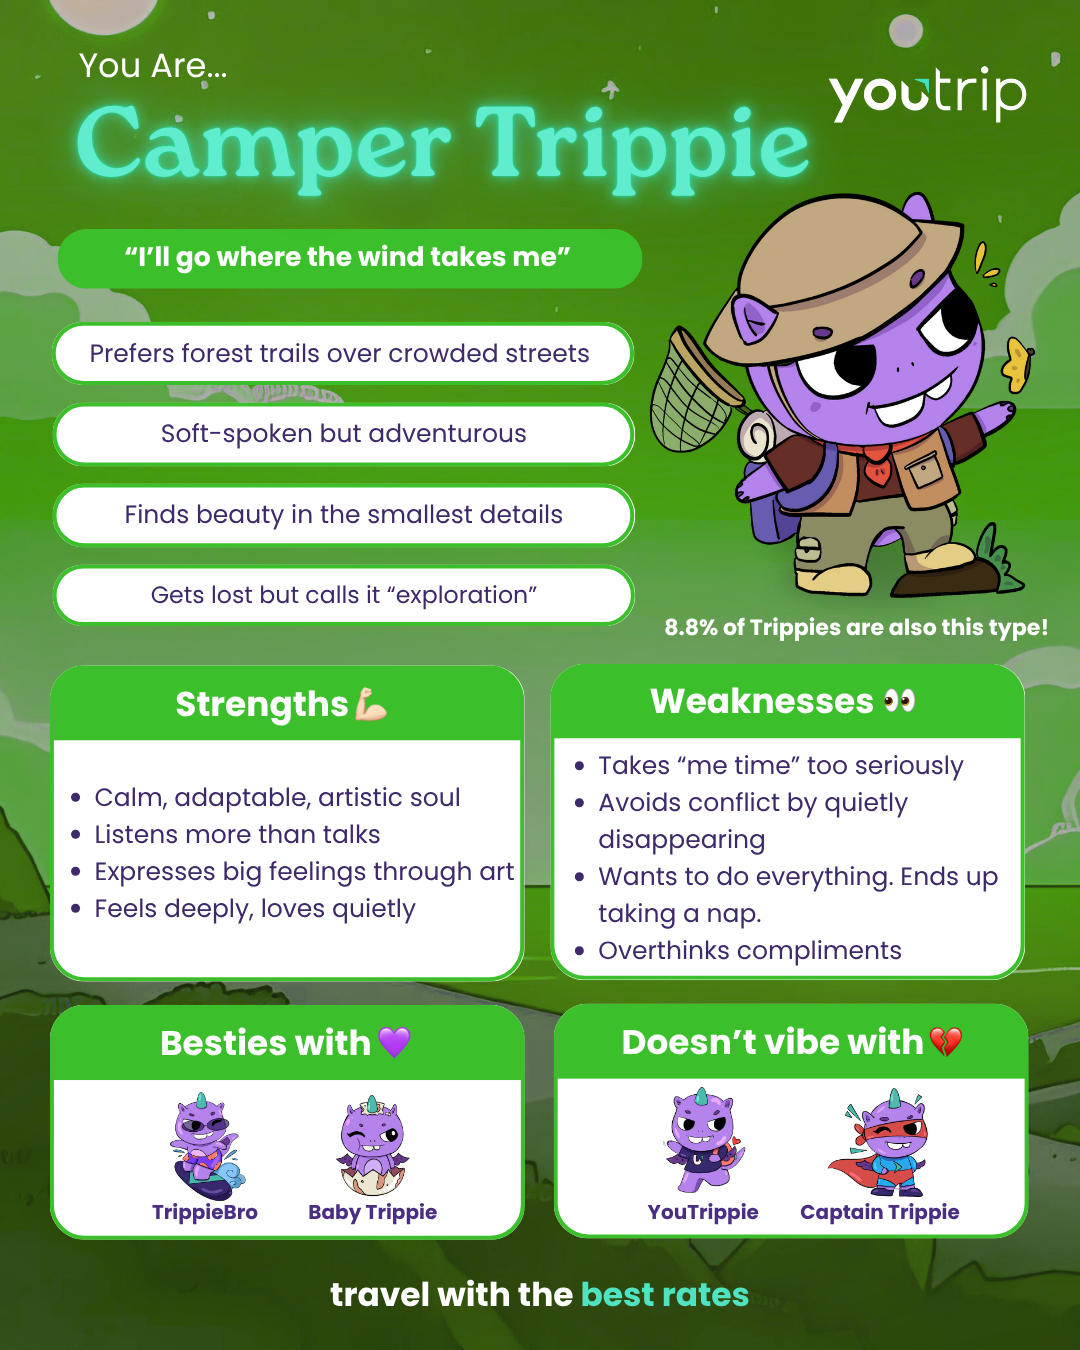 You Are...
youtrip
Camper Trippie
“I’ll go where the wind takes me”
Prefers forest trails over crowded streets
Soft-spoken but adventurous
Finds beauty in the smallest details
Gets lost but calls it “exploration”
8.8% of Trippies are also this type!
Strengths💪🏻
• Calm, adaptable, artistic soul
• Listens more than talks
• Expresses big feelings through art
• Feels deeply, loves quietly
Weaknesses 👀
• Takes “me time” too seriously
• Avoids conflict by quietly
disappearing
• Wants to do everything. Ends up
taking a nap.
• Overthinks compliments
Besties with💜
TrippieBro
Baby Trippie
Doesn’t vibe with💔
YouTrippie
Captain Trippie
travel with the best rates